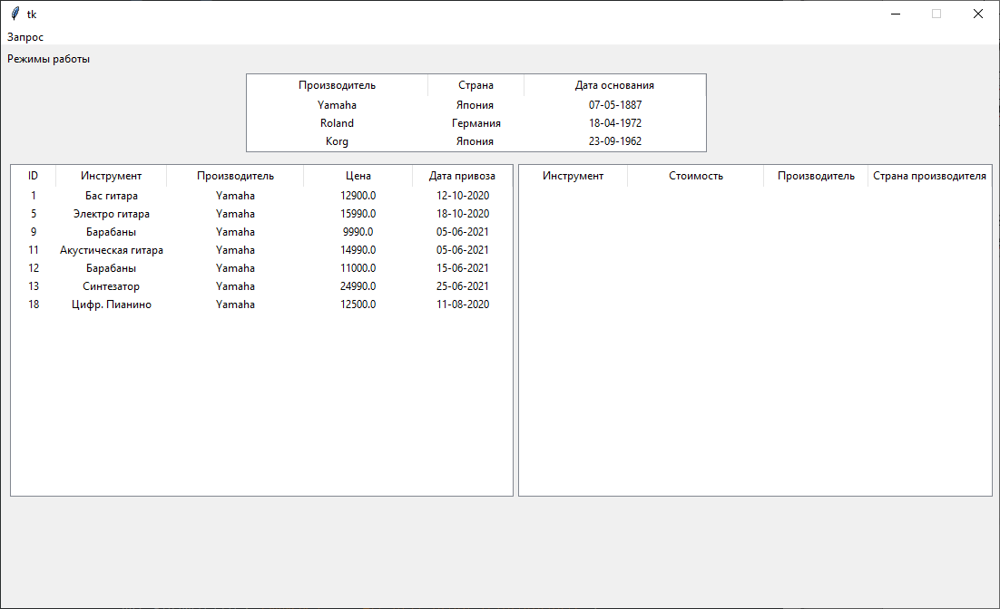 tk
Запрос
Режимы работы
Производитель Страна Дата основания
Yamaha Япония 07-05-1887
Roland Германия 18-04-1972
Korg Япония 23-09-1962
ID Инструмент Производитель Цена Дата привоза
1 Бас гитара Yamaha 12900.0 12-10-2020
5 Электро гитара Yamaha 15990.0 18-10-2020
9 Барабаны Yamaha 9990.0 05-06-2021
11 Акустическая гитара Yamaha 14990.0 05-06-2021
12 Барабаны Yamaha 11000.0 15-06-2021
13 Синтезатор Yamaha 24990.0 25-06-2021
18 Цифр. Пианино Yamaha 12500.0 11-08-2020
Инструмент Стоимость Производитель Страна производителя